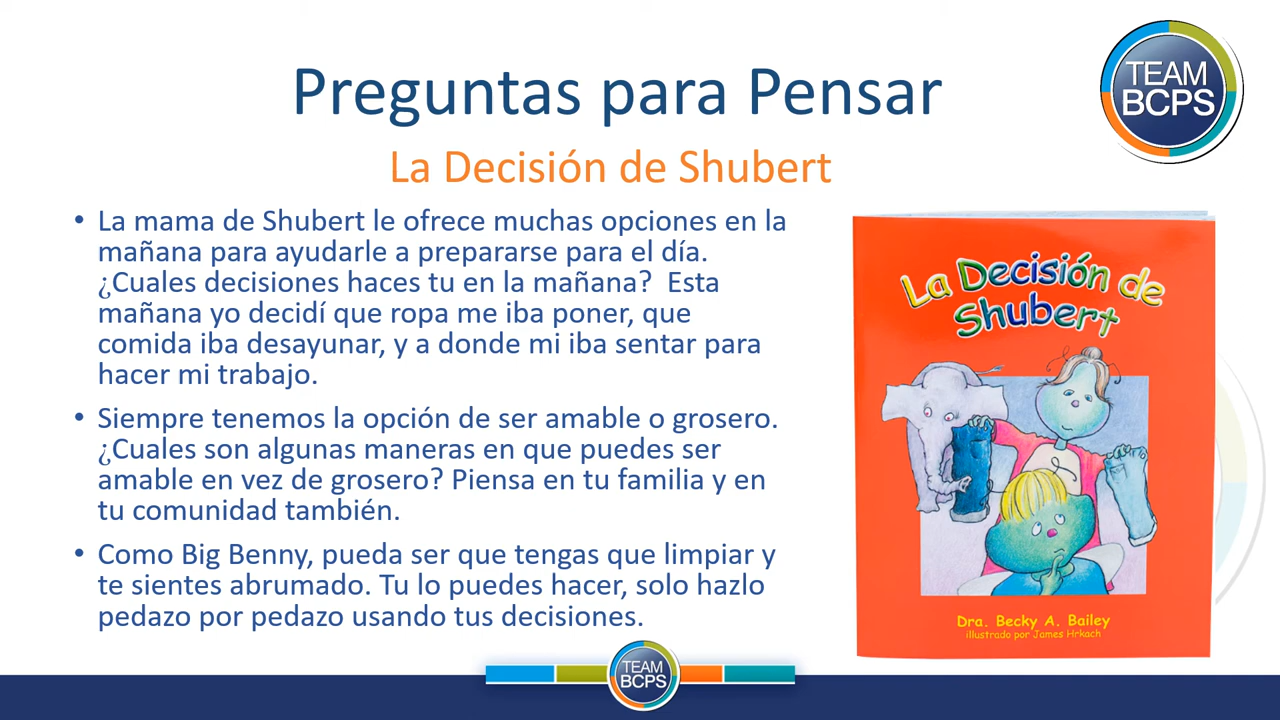 Preguntas para Pensar
TEAM
BCPS
La Decisión de Shubert
• La mama de Shubert le ofrece muchas opciones en la
mañana para ayudarle a prepararse para el día.
¿Cuales decisiones haces tu en la mañana?  Esta
mañana yo decidí que ropa me iba poner, que
comida iba desayunar, y a donde mi iba sentar para
hacer mi trabajo.
• Siempre tenemos la opción de ser amable o grosero.
¿Cuales son algunas maneras en que puedes ser
amable en vez de grosero? Piensa en tu familia y en
tu comunidad también.
• Como Big Benny, pueda ser que tengas que limpiar y
te sientes abrumado. Tu lo puedes hacer, solo hazlo
pedazo por pedazo usando tus decisiones.
La Decisión de
Shubert
Dra. Becky A. Bailey
illustrado por James Hrkach
TEAM
BCPS